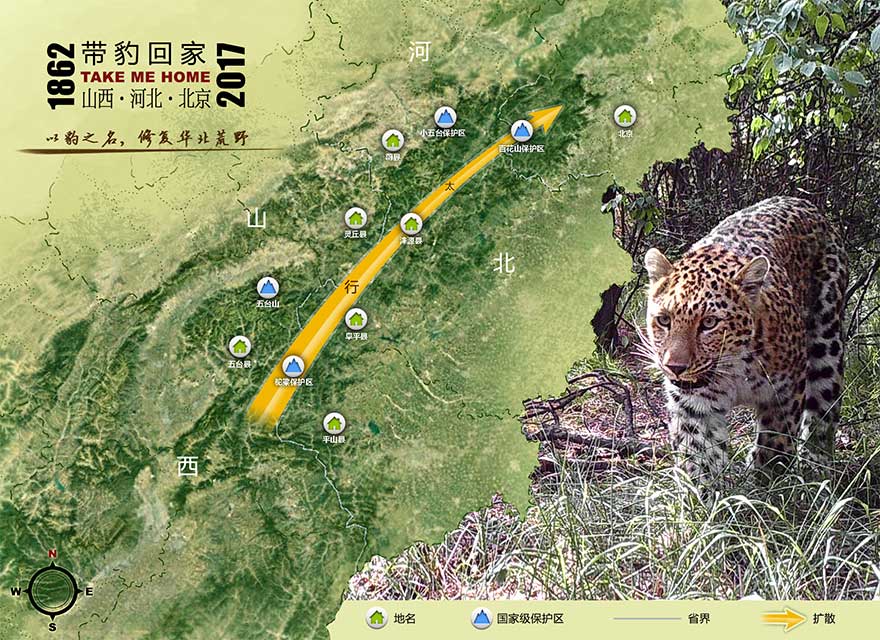 1862
带豹回家
TAKE ME HOME
山西·河北·北京
2017
以豹之名，修复华北荒野
河
小五台保护区
百花山保护区
北京
蔚县
太
山
灵丘县
涞源县
北
五台山
行
阜平县
五台县
驼梁保护区
平山县
西
N
W
E
S
地名
国家级保护区
省界
扩散